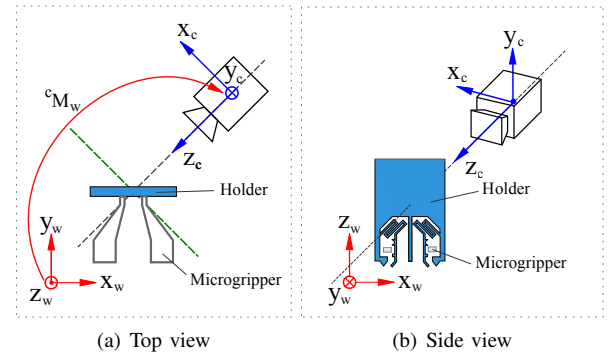 x_c
y_c
ᶜM_w
z_c
Holder
Microgripper
y_w
z_w
x_w
(a) Top view
y_c
x_c
z_c
Holder
z_w
Microgripper
y_w
x_w
(b) Side view